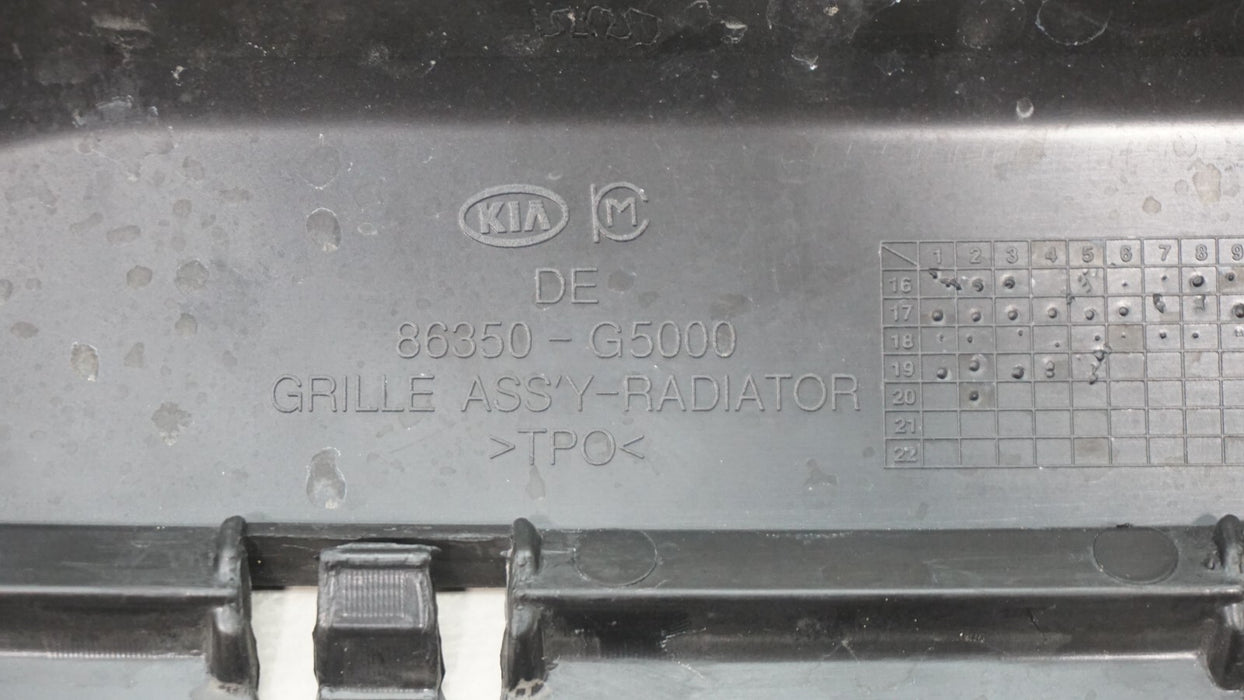 KIA PMC
DE
86350 - G5000
GRILLE ASS'Y-RADIATOR
>TPO<
1 2 3 4 5 6 7 8 9
16
17
18
19
20
21
22